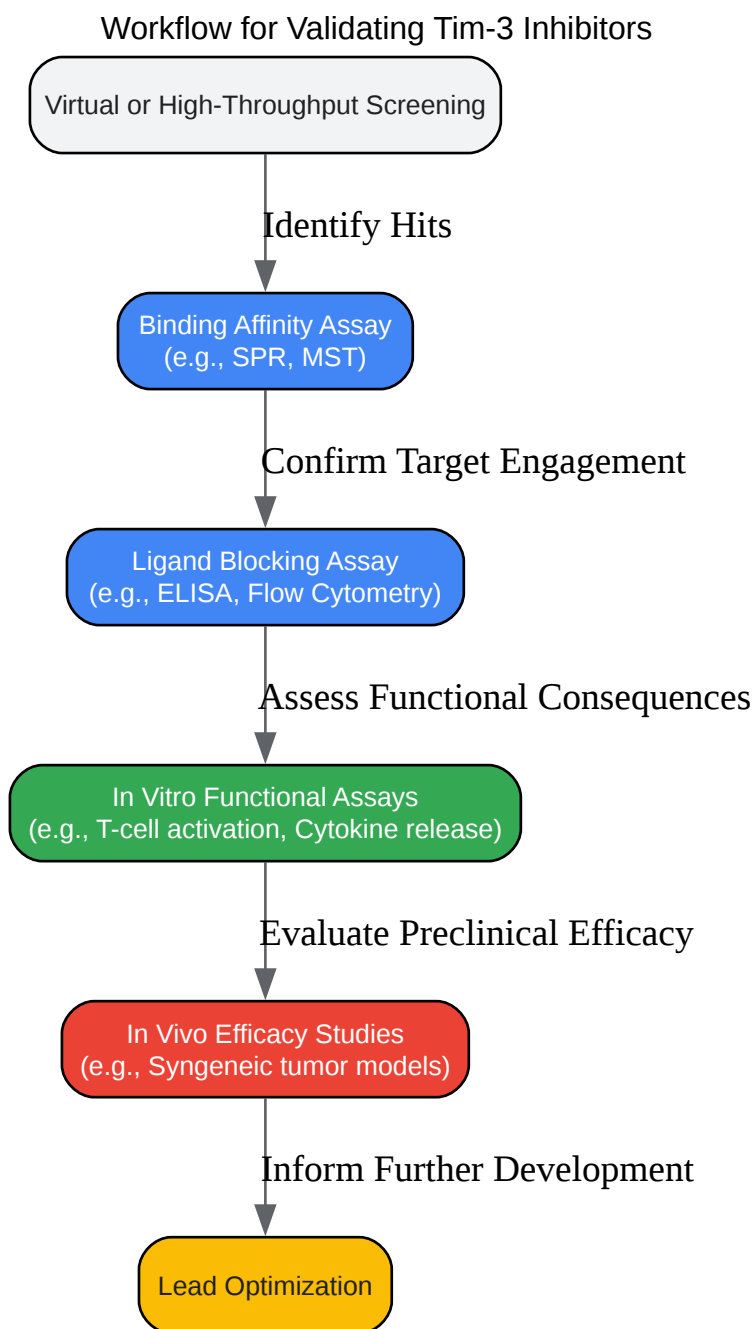 Workflow for Validating Tim-3 Inhibitors
Virtual or High-Throughput Screening
Identify Hits
Binding Affinity Assay
(e.g., SPR, MST)
Confirm Target Engagement
Ligand Blocking Assay
(e.g., ELISA, Flow Cytometry)
Assess Functional Consequences
In Vitro Functional Assays
(e.g., T-cell activation, Cytokine release)
Evaluate Preclinical Efficacy
In Vivo Efficacy Studies
(e.g., Syngeneic tumor models)
Inform Further Development
Lead Optimization